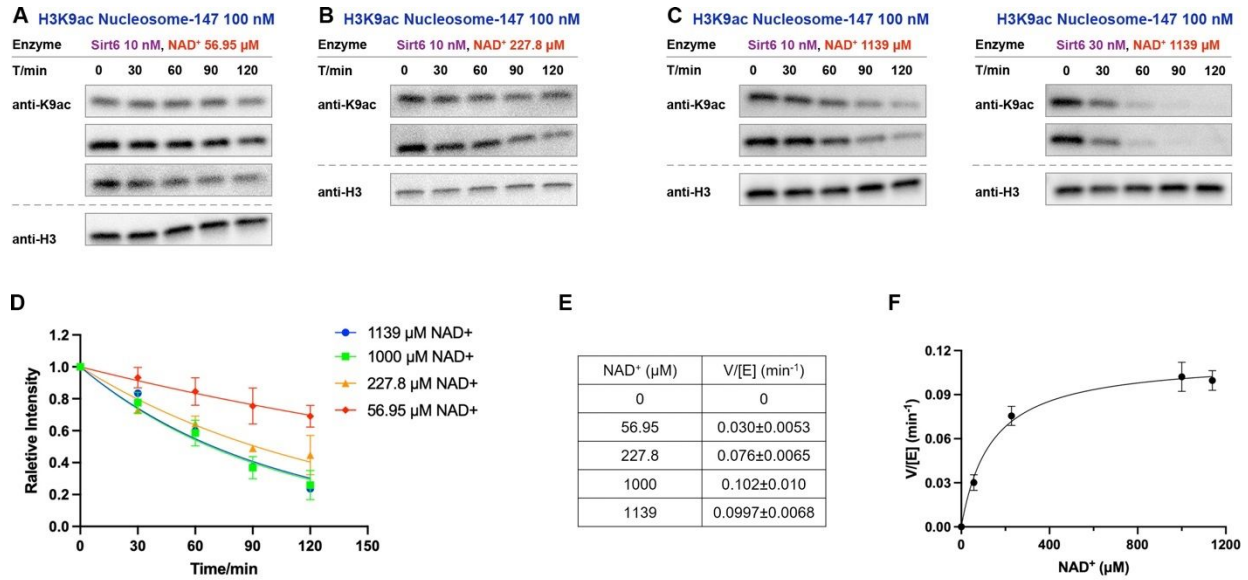 A
H3K9ac Nucleosome-147 100 nM
Enzyme Sirt6 10 nM, NAD⁺ 56.95 µM
T/min 0 30 60 90 120
anti-K9ac
anti-H3
B
H3K9ac Nucleosome-147 100 nM
Enzyme Sirt6 10 nM, NAD⁺ 227.8 µM
T/min 0 30 60 90 120
anti-K9ac
anti-H3
C
H3K9ac Nucleosome-147 100 nM
Enzyme Sirt6 10 nM, NAD⁺ 1139 µM
T/min 0 30 60 90 120
anti-K9ac
anti-H3
H3K9ac Nucleosome-147 100 nM
Enzyme Sirt6 30 nM, NAD⁺ 1139 µM
T/min 0 30 60 90 120
anti-K9ac
anti-H3
D
Raletive Intensity
1.2
1.0
0.8
0.6
0.4
0.2
0.0
0 30 60 90 120 150
Time/min
1139 µM NAD+
1000 µM NAD+
227.8 µM NAD+
56.95 µM NAD+
E
NAD⁺ (µM) V/[E] (min⁻¹)
0 0
56.95 0.030±0.0053
227.8 0.076±0.0065
1000 0.102±0.010
1139 0.0997±0.0068
F
V/[E] (min⁻¹)
0.12
0.09
0.06
0.03
0.00
0 400 800 1200
NAD⁺ (µM)